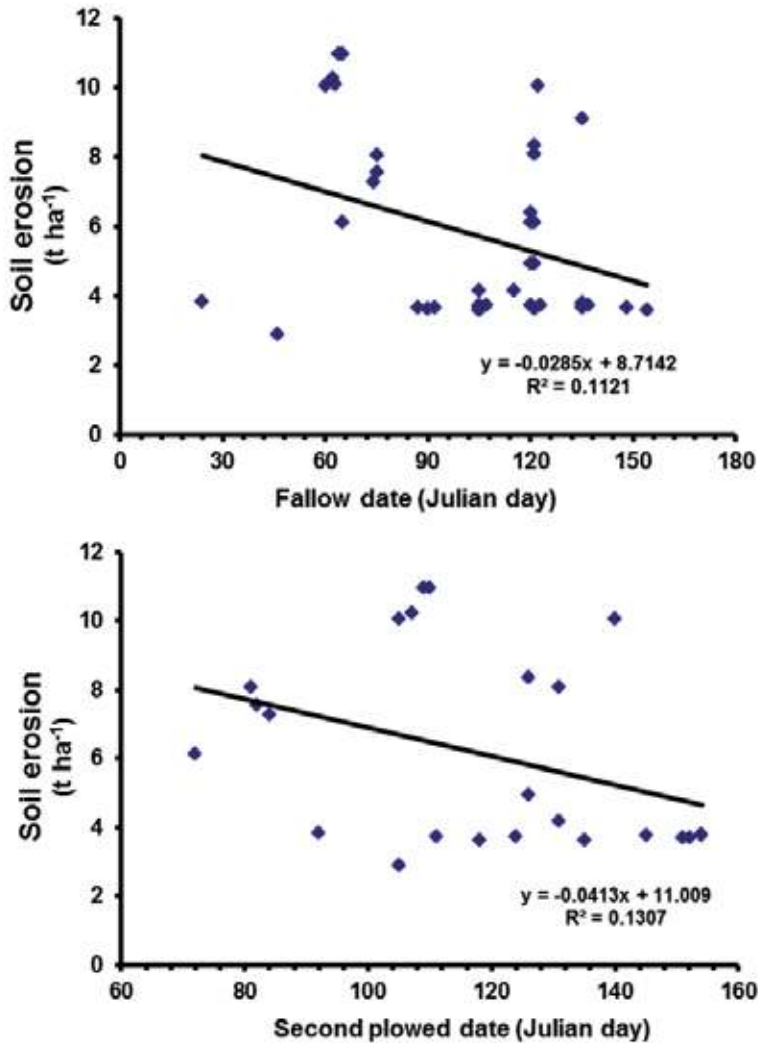 12
10
8
6
4
2
0
Soil erosion
(t ha⁻¹)
y = -0.0285x + 8.7142
R² = 0.1121
0 30 60 90 120 150 180
Fallow date (Julian day)
12
10
8
6
4
2
0
Soil erosion
(t ha⁻¹)
y = -0.0413x + 11.009
R² = 0.1307
60 80 100 120 140 160
Second plowed date (Julian day)